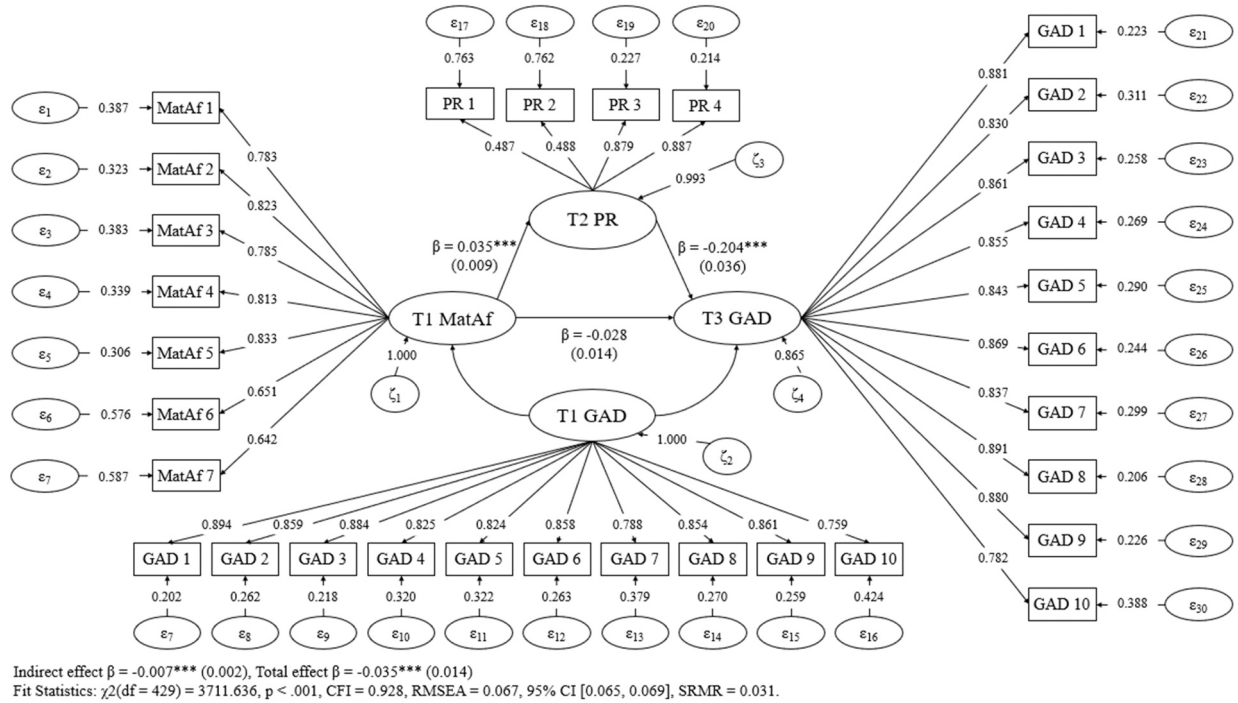 ε17 ε18 ε19 ε20
0.763 0.762 0.227 0.214
PR 1 PR 2 PR 3 PR 4
0.487 0.488 0.879 0.887
ζ3
0.993
T2 PR
ε1 0.387 MatAf 1
ε2 0.323 MatAf 2
ε3 0.383 MatAf 3
ε4 0.339 MatAf 4
ε5 0.306 MatAf 5
ε6 0.576 MatAf 6
ε7 0.587 MatAf 7
0.783
0.823
0.785
0.813
0.833
0.651
0.642
β = 0.035***
(0.009)
β = -0.204***
(0.036)
T1 MatAf
T3 GAD
β = -0.028
(0.014)
1.000
ζ1
0.865
ζ4
T1 GAD
1.000
ζ2
0.881
0.830
0.861
0.855
0.843
0.869
0.837
0.891
0.880
0.782
GAD 1 0.223 ε21
GAD 2 0.311 ε22
GAD 3 0.258 ε23
GAD 4 0.269 ε24
GAD 5 0.290 ε25
GAD 6 0.244 ε26
GAD 7 0.299 ε27
GAD 8 0.206 ε28
GAD 9 0.226 ε29
GAD 10 0.388 ε30
0.894 0.859 0.884 0.825 0.824 0.858 0.788 0.854 0.861 0.759
GAD 1 GAD 2 GAD 3 GAD 4 GAD 5 GAD 6 GAD 7 GAD 8 GAD 9 GAD 10
0.202 0.262 0.218 0.320 0.322 0.263 0.379 0.270 0.259 0.424
ε7 ε8 ε9 ε10 ε11 ε12 ε13 ε14 ε15 ε16
Indirect effect β = -0.007*** (0.002), Total effect β = -0.035*** (0.014)
Fit Statistics: χ2(df = 429) = 3711.636, p < .001, CFI = 0.928, RMSEA = 0.067, 95% CI [0.065, 0.069], SRMR = 0.031.